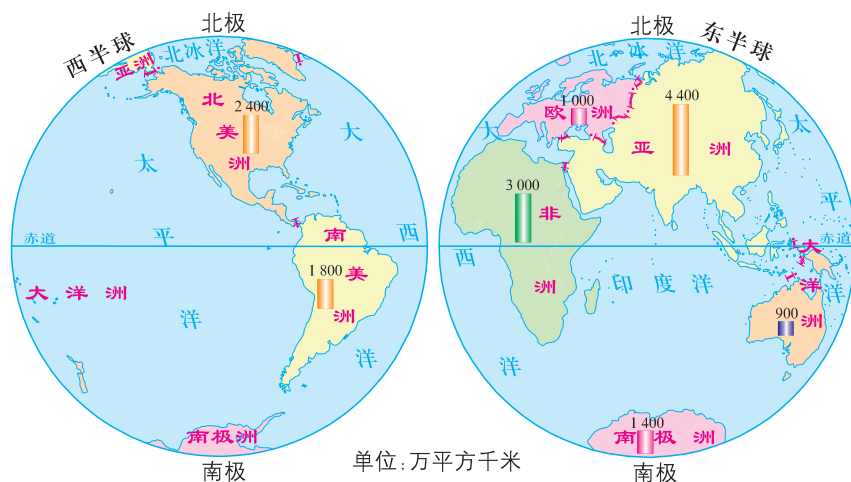 北极
西半球
北冰洋
亚洲
北美洲
2 400
太平洋
大西洋
赤道
南美洲
1 800
大洋洲
南极洲
南极
北极
东半球
北冰洋
欧洲
1 000
亚洲
4 400
太平洋
大西洋
非洲
3 000
赤道
印度洋
大洋洲
900
南极洲
1 400
南极
单位:万平方千米